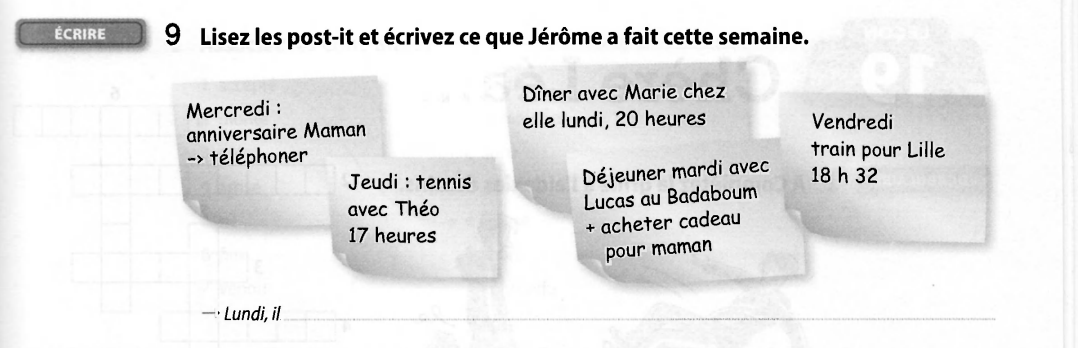 ÉCRIRE
9 Lisez les post-it et écrivez ce que Jérôme a fait cette semaine.
Mercredi :
anniversaire Maman
-> téléphoner
Jeudi : tennis
avec Théo
17 heures
Dîner avec Marie chez
elle lundi, 20 heures
Déjeuner mardi avec
Lucas au Badaboum
+ acheter cadeau
pour maman
Vendredi
train pour Lille
18 h 32
→ Lundi, il